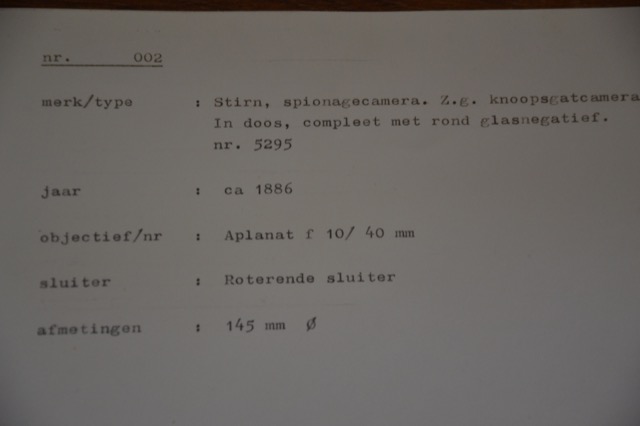 nr. 002
merk/type : Stirn, spionagecamera. Z.g. knoopsgatcamera
In doos, compleet met rond glasnegatief.
nr. 5295
jaar : ca 1886
objectief/nr : Aplanat f 10/ 40 mm
sluiter : Roterende sluiter
afmetingen : 145 mm Ø